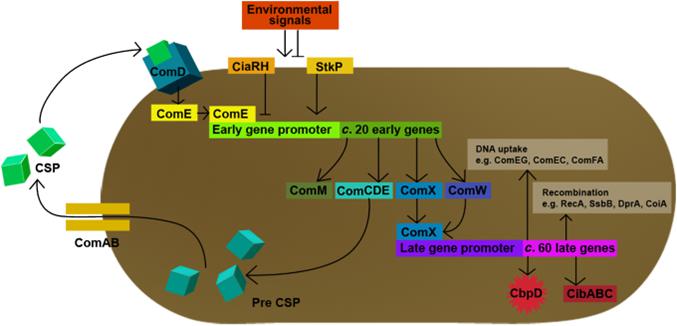 Environmental
signals
ComD
CiaRH
StkP
ComE
ComE
Early gene promoter
c. 20 early genes
CSP
DNA uptake
e.g. ComEG, ComEC, ComFA
ComM
ComCDE
ComX
ComW
Recombination
e.g. RecA, SsbB, DprA, CoiA
ComX
ComAB
Late gene promoter
c. 60 late genes
Pre CSP
CbpD
CibABC